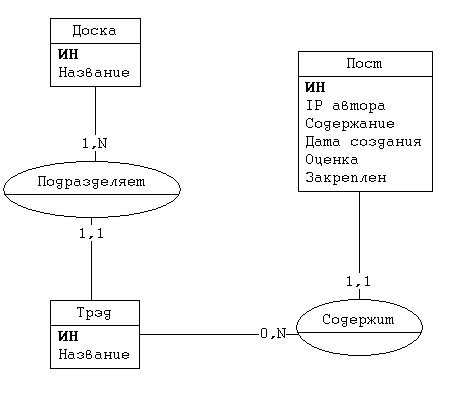 Доска
ИН
Название
Пост
ИН
IP автора
Содержание
Дата создания
Оценка
Закреплен
1,N
Подразделяет
1,1
1,1
Трэд
ИН
Название
0,N
Содержит